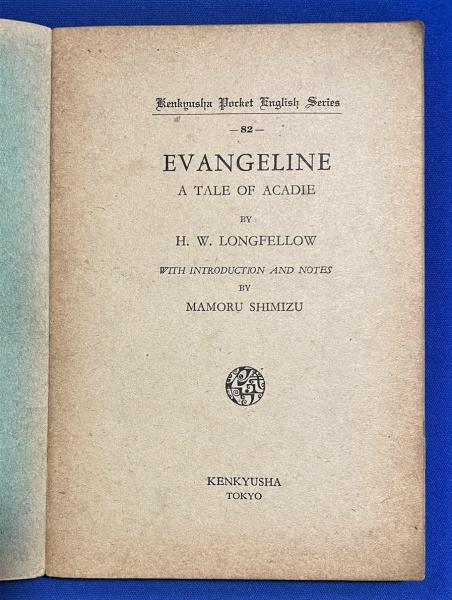 Kenkyusha Pocket English Series
— 82 —
EVANGELINE
A TALE OF ACADIE
BY
H. W. LONGFELLOW
WITH INTRODUCTION AND NOTES
BY
MAMORU SHIMIZU
KENKYUSHA
TOKYO